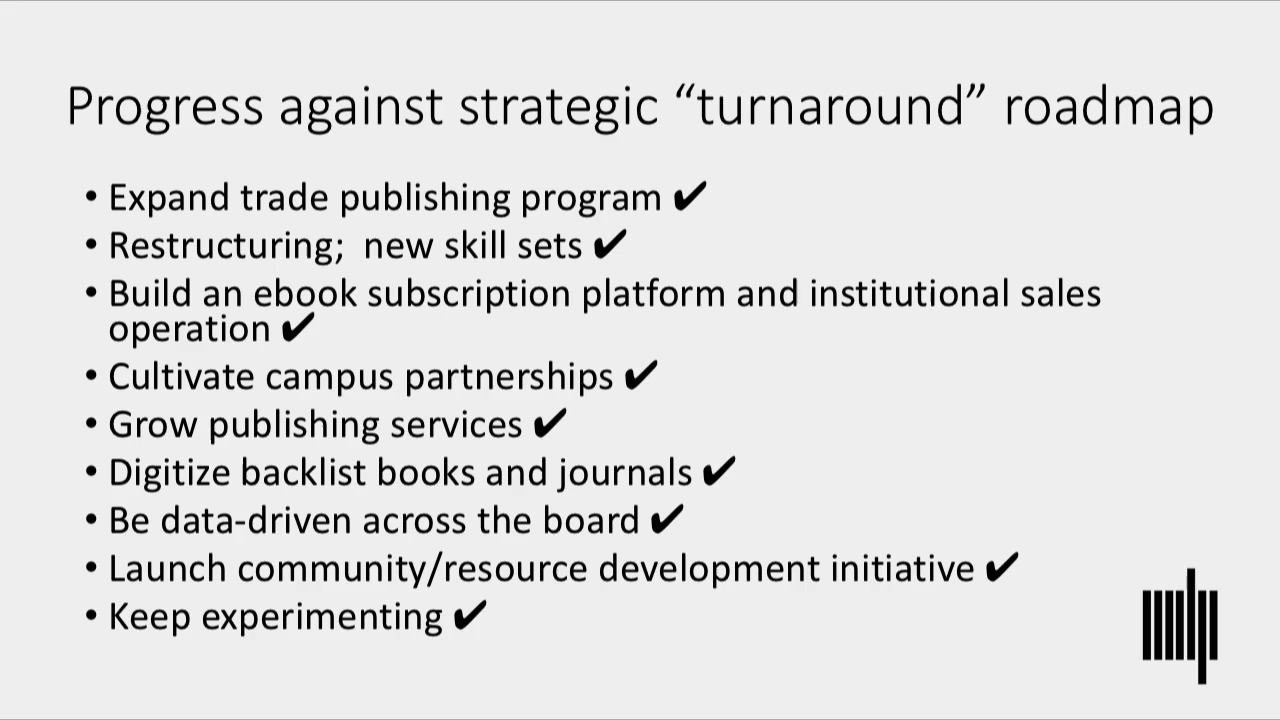 Progress against strategic “turnaround” roadmap
• Expand trade publishing program ✔
• Restructuring;  new skill sets ✔
• Build an ebook subscription platform and institutional sales
operation ✔
• Cultivate campus partnerships ✔
• Grow publishing services ✔
• Digitize backlist books and journals ✔
• Be data-driven across the board ✔
• Launch community/resource development initiative ✔
• Keep experimenting ✔